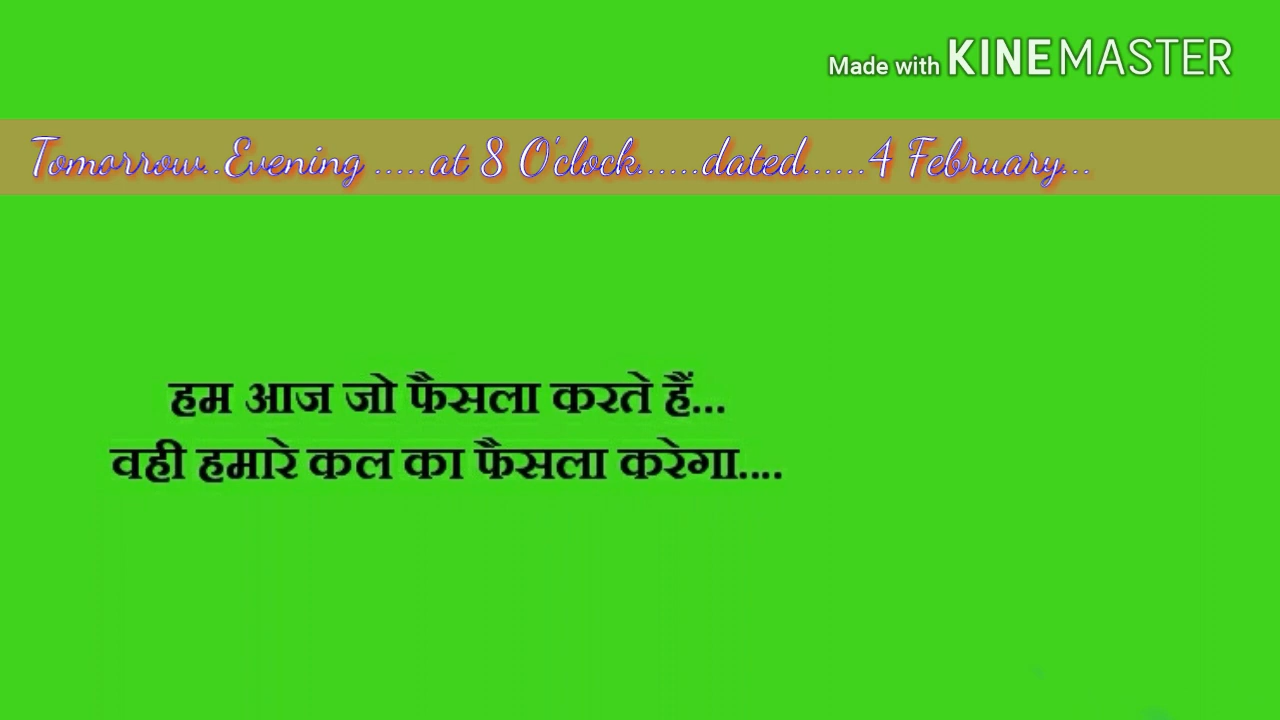 Made with KINEMASTER
Tomorrow..Evening .....at 8 O'clock......dated......4 February...
हम आज जो फैसला करते हैं...
वही हमारे कल का फैसला करेगा....